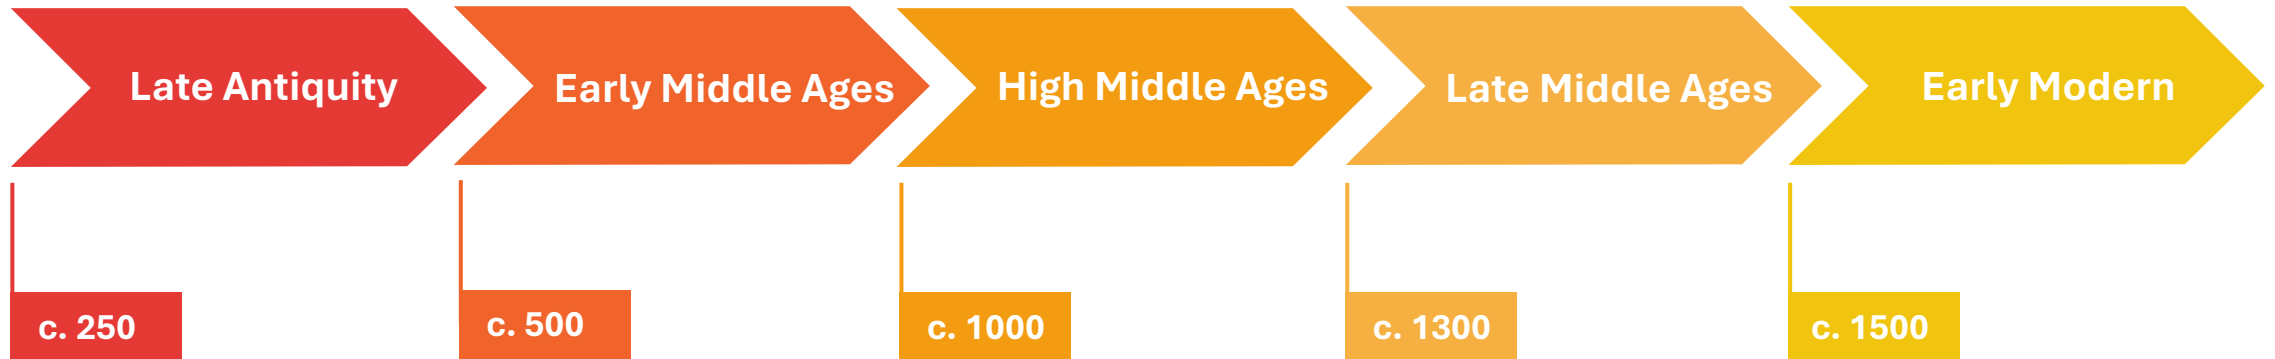 Late Antiquity
Early Middle Ages
High Middle Ages
Late Middle Ages
Early Modern
c. 250
c. 500
c. 1000
c. 1300
c. 1500